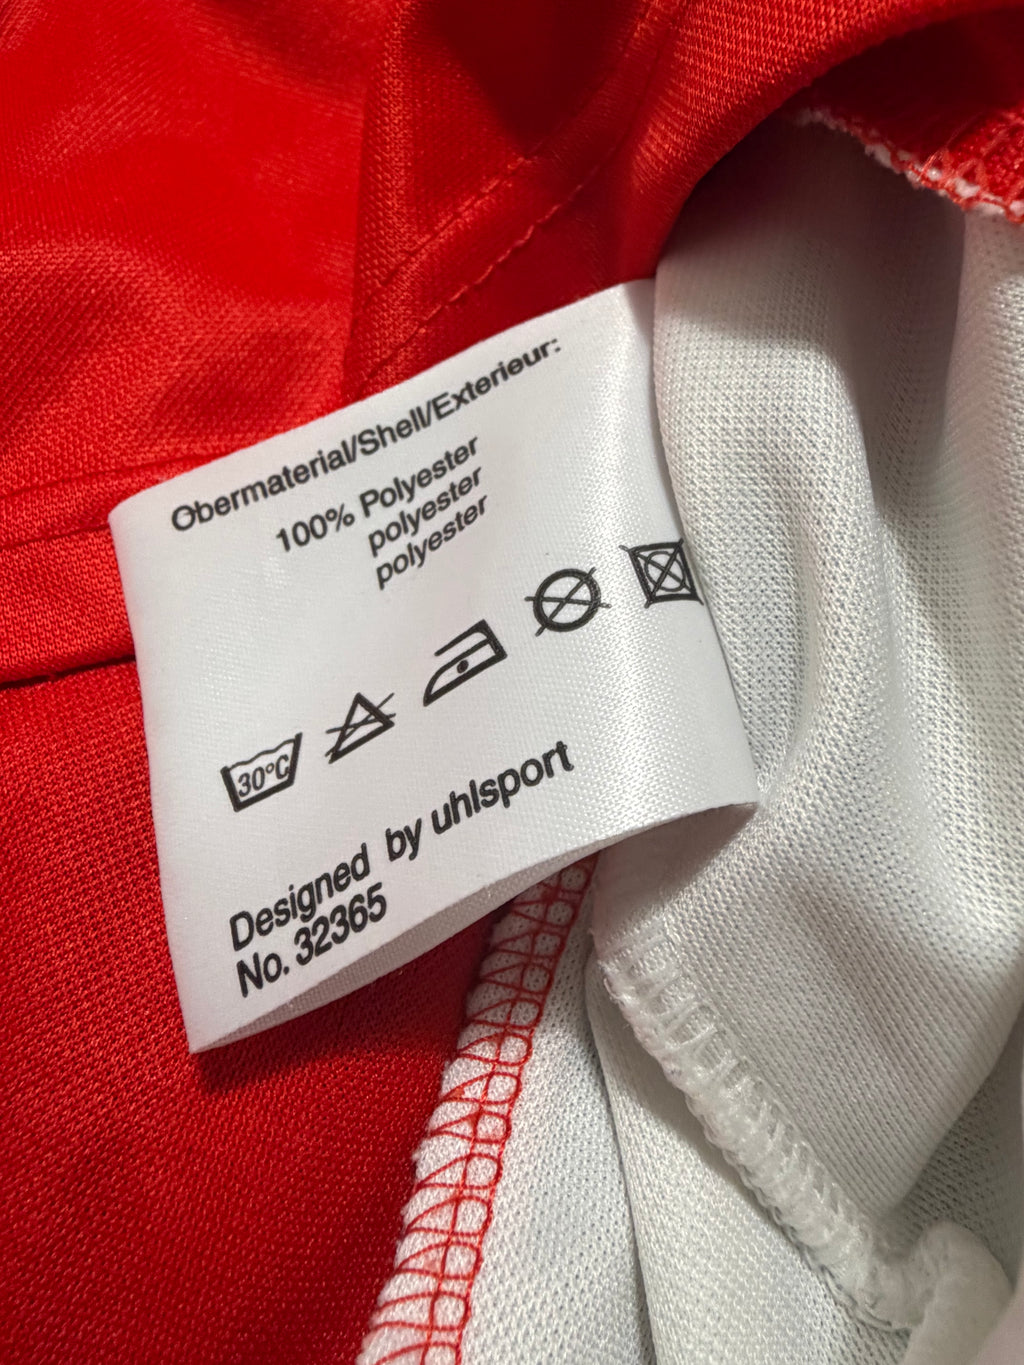 Obermaterial/Shell/Exterieur:
100% Polyester
polyester
polyester
30°C
Designed by uhlsport
No. 32365